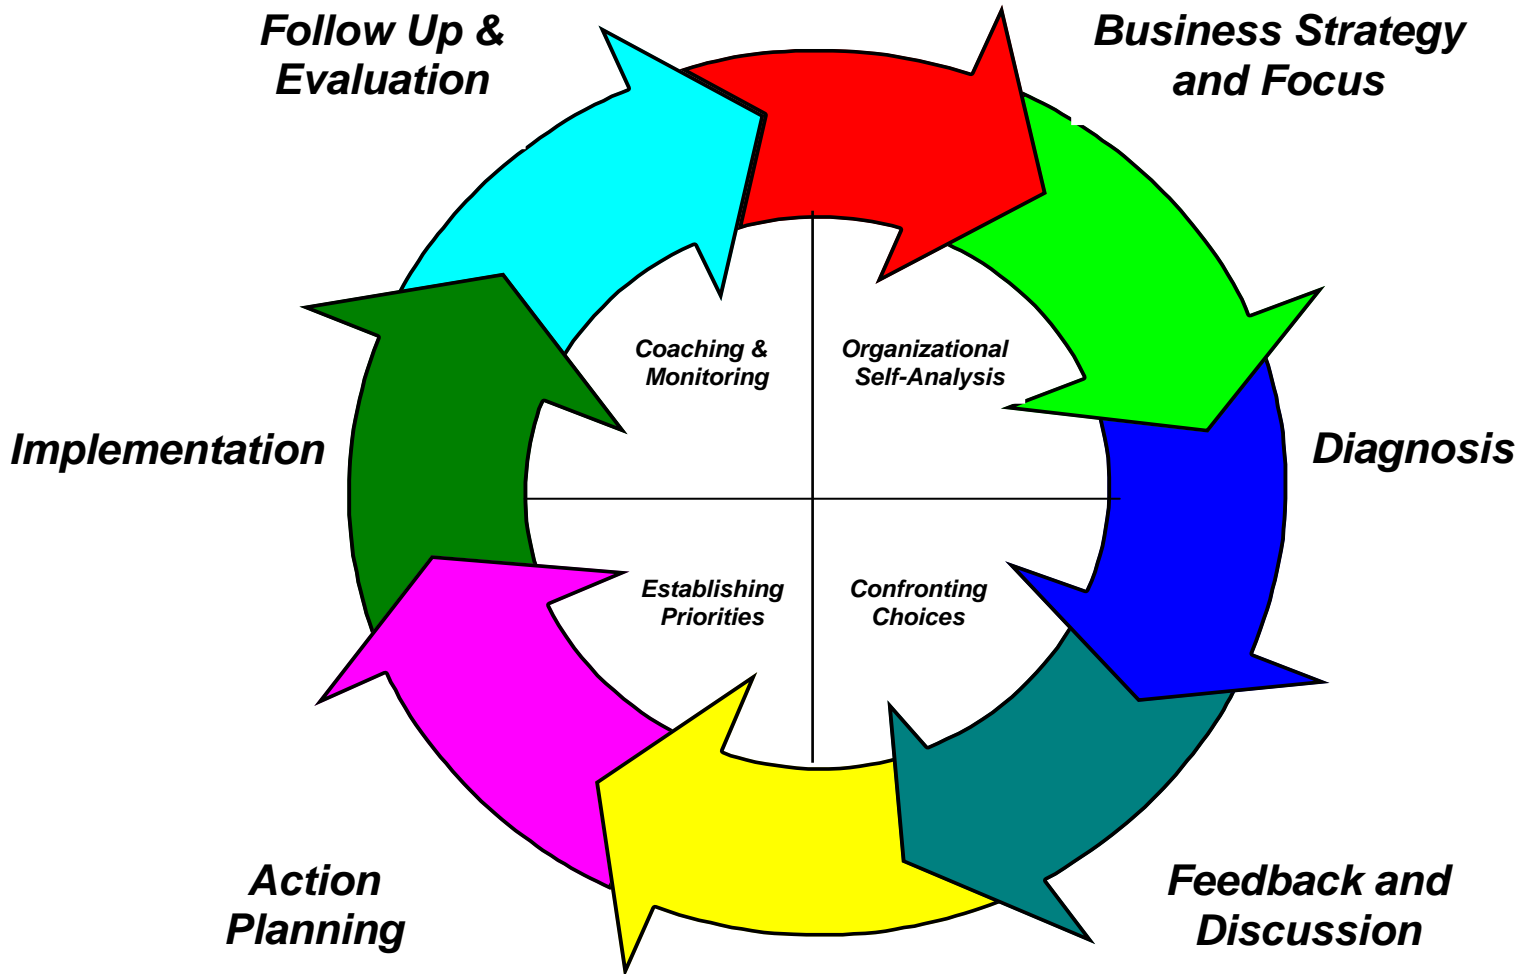 Follow Up &
Evaluation
Business Strategy
and Focus
Coaching &
Monitoring
Organizational
Self-Analysis
Implementation
Diagnosis
Establishing
Priorities
Confronting
Choices
Action
Planning
Feedback and
Discussion